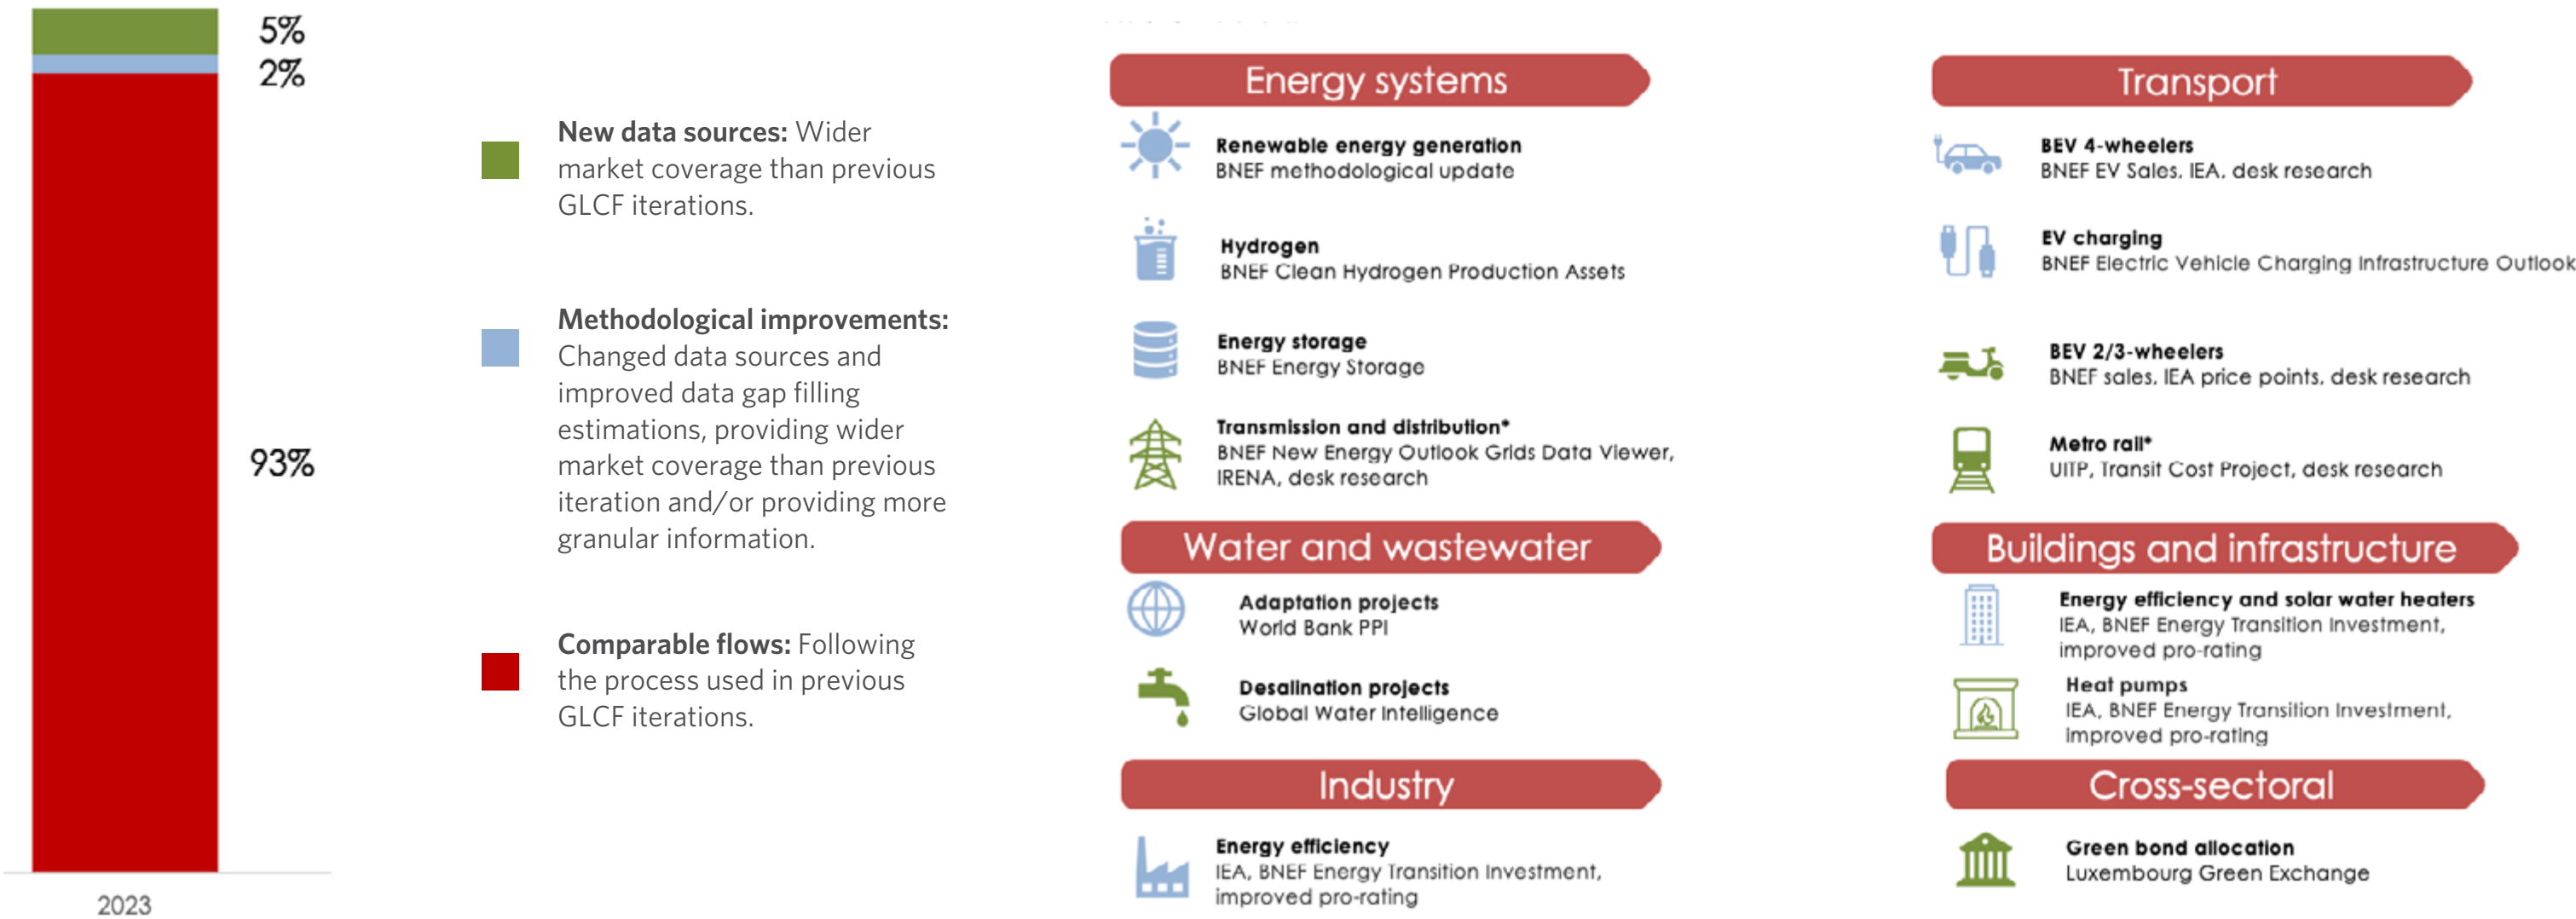 5%
2%
93%
2023
New data sources: Wider
market coverage than previous
GLCF iterations.
Methodological improvements:
Changed data sources and
improved data gap filling
estimations, providing wider
market coverage than previous
iteration and/or providing more
granular information.
Comparable flows: Following
the process used in previous
GLCF iterations.
Energy systems
Renewable energy generation
BNEF methodological update
Hydrogen
BNEF Clean Hydrogen Production Assets
Energy storage
BNEF Energy Storage
Transmission and distribution*
BNEF New Energy Outlook Grids Data Viewer,
IRENA, desk research
Water and wastewater
Adaptation projects
World Bank PPI
Desalination projects
Global Water Intelligence
Industry
Energy efficiency
IEA, BNEF Energy Transition Investment,
improved pro-rating
Transport
BEV 4-wheelers
BNEF EV Sales, IEA, desk research
EV charging
BNEF Electric Vehicle Charging Infrastructure Outlook
BEV 2/3-wheelers
BNEF sales, IEA price points, desk research
Metro rail*
UITP, Transit Cost Project, desk research
Buildings and infrastructure
Energy efficiency and solar water heaters
IEA, BNEF Energy Transition Investment,
improved pro-rating
Heat pumps
IEA, BNEF Energy Transition Investment,
improved pro-rating
Cross-sectoral
Green bond allocation
Luxembourg Green Exchange